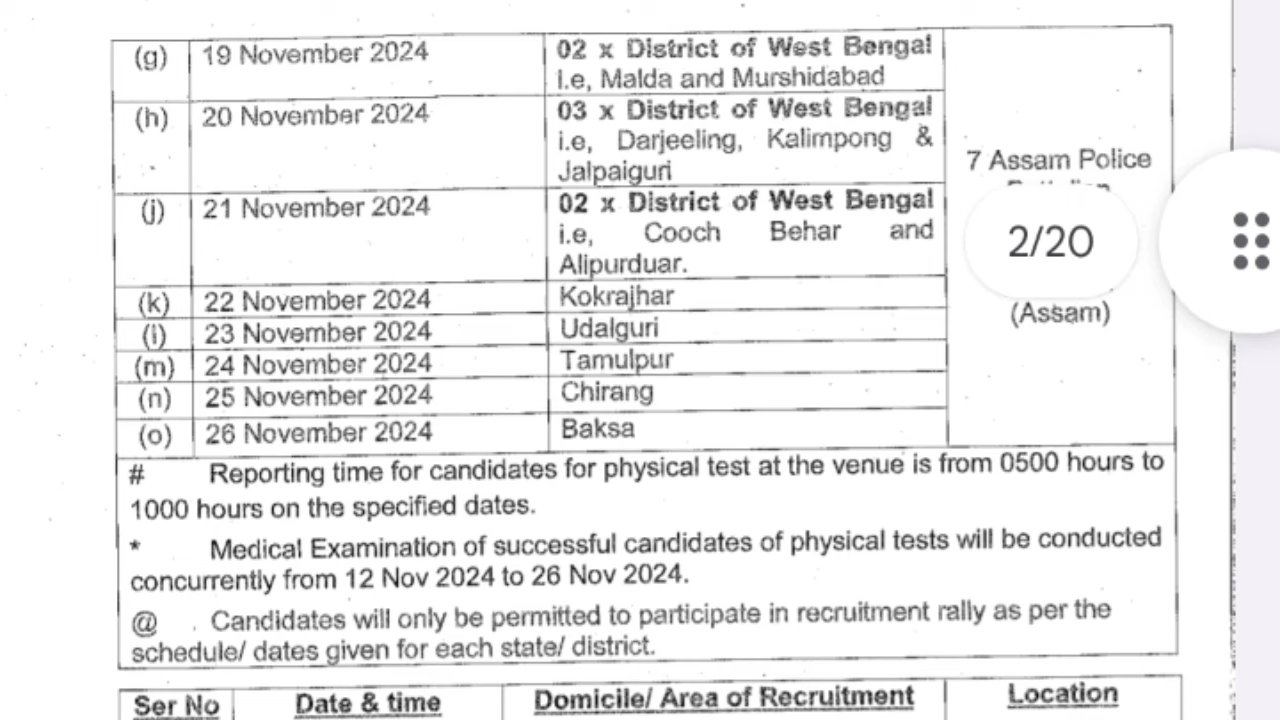 (g) 19 November 2024 02 x District of West Bengal
i.e, Malda and Murshidabad
(h) 20 November 2024 03 x District of West Bengal
i.e, Darjeeling, Kalimpong &
Jalpaiguri
7 Assam Police
(j) 21 November 2024 02 x District of West Bengal
i.e, Cooch Behar and
Alipurduar.
2/20
(k) 22 November 2024 Kokrajhar
(Assam)
(l) 23 November 2024 Udalguri
(m) 24 November 2024 Tamulpur
(n) 25 November 2024 Chirang
(o) 26 November 2024 Baksa
# Reporting time for candidates for physical test at the venue is from 0500 hours to
1000 hours on the specified dates.
* Medical Examination of successful candidates of physical tests will be conducted
concurrently from 12 Nov 2024 to 26 Nov 2024.
@ Candidates will only be permitted to participate in recruitment rally as per the
schedule/ dates given for each state/ district.
Ser No Date & time Domicile/ Area of Recruitment Location